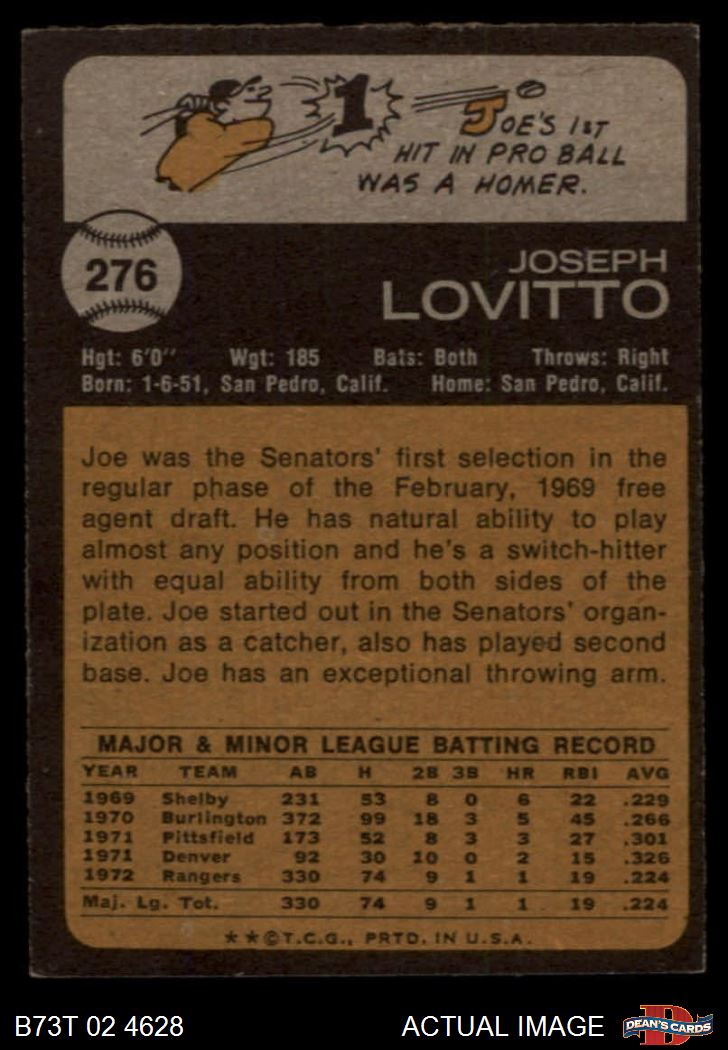 1
JOE'S 1ST
HIT IN PRO BALL
WAS A HOMER.
276
JOSEPH
LOVITTO
Hgt: 6'0" Wgt: 185 Bats: Both Throws: Right
Born: 1-6-51, San Pedro, Calif. Home: San Pedro, Calif.
Joe was the Senators' first selection in the
regular phase of the February, 1969 free
agent draft. He has natural ability to play
almost any position and he's a switch-hitter
with equal ability from both sides of the
plate. Joe started out in the Senators' organ-
ization as a catcher, also has played second
base. Joe has an exceptional throwing arm.
MAJOR & MINOR LEAGUE BATTING RECORD
YEAR TEAM AB H 2B 3B HR RBI AVG
1969 Shelby 231 53 8 0 6 22 .229
1970 Burlington 372 99 18 3 5 45 .266
1971 Pittsfield 173 52 8 3 3 27 .301
1971 Denver 92 30 10 0 2 15 .326
1972 Rangers 330 74 9 1 1 19 .224
Maj. Lg. Tot. 330 74 9 1 1 19 .224
★★©T.C.G., PRTD. IN U.S.A.
B73T 02 4628 ACTUAL IMAGE D DEAN'S CARDS